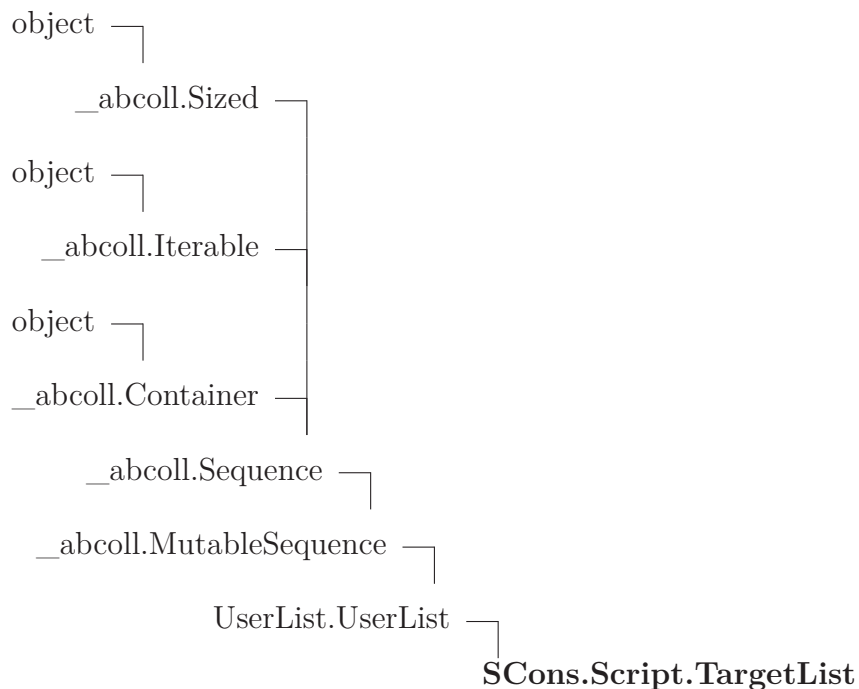 object
_abcoll.Sized
object
_abcoll.Iterable
object
_abcoll.Container
_abcoll.Sequence
_abcoll.MutableSequence
UserList.UserList
SCons.Script.TargetList